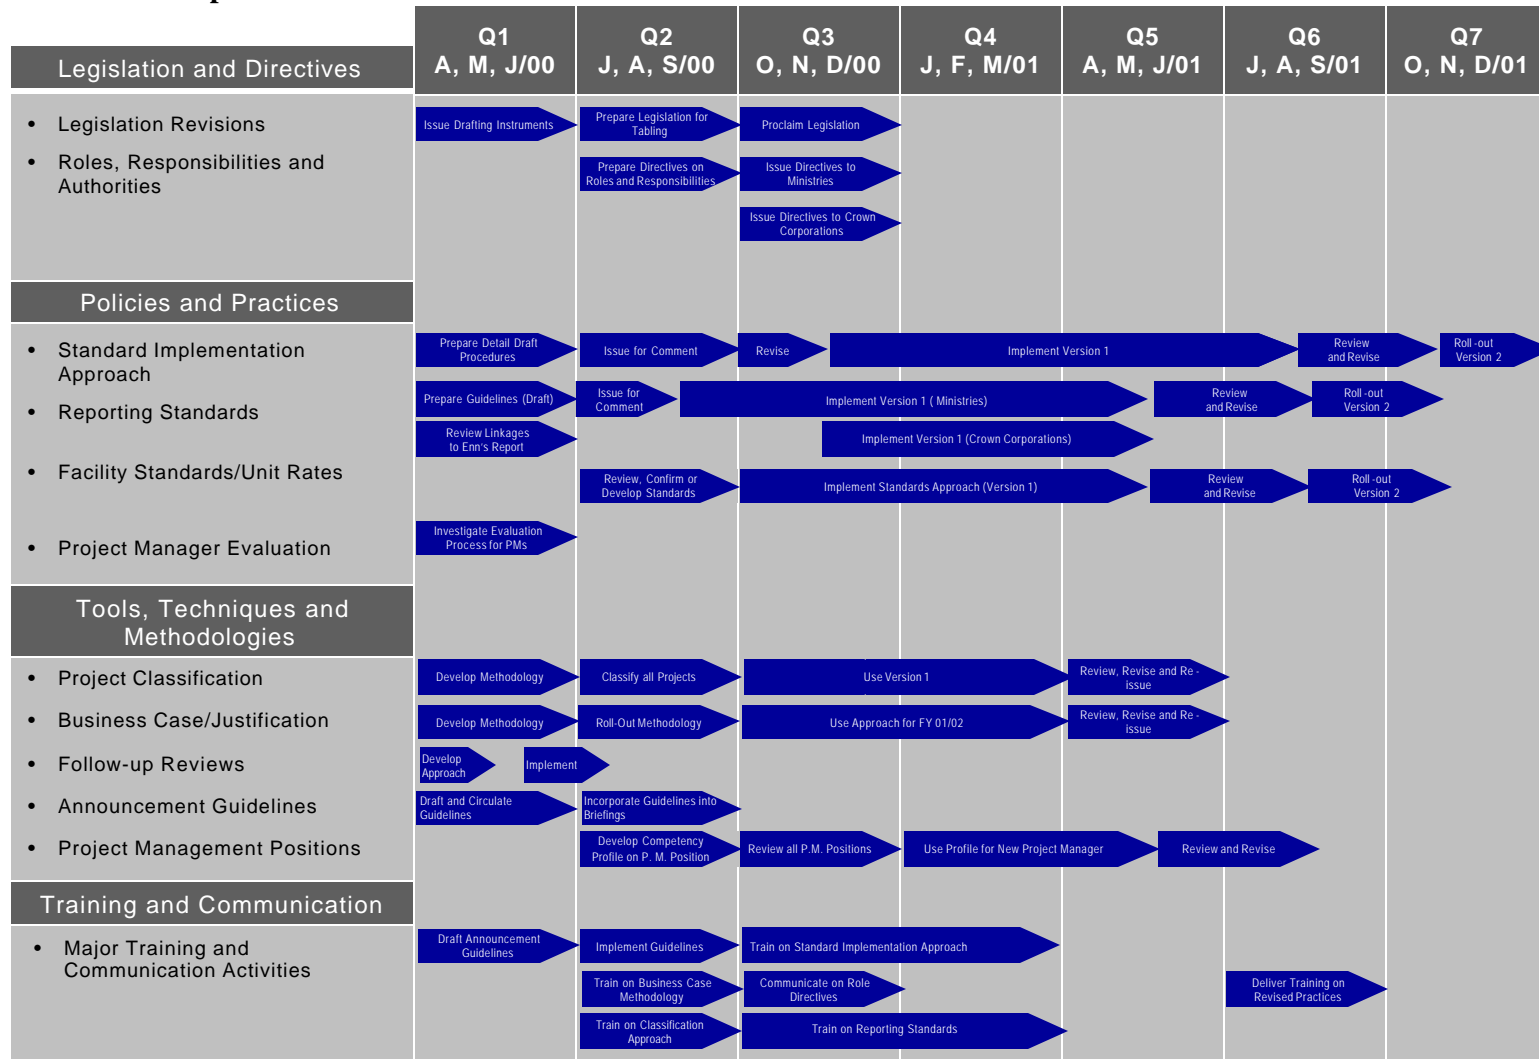 Q1
A, M, J/00
Q2
J, A, S/00
Q3
O, N, D/00
Q4
J, F, M/01
Q5
A, M, J/01
Q6
J, A, S/01
Q7
O, N, D/01
Legislation and Directives
• Legislation Revisions
Issue Drafting Instruments
Prepare Legislation for
Tabling
Proclaim Legislation
• Roles, Responsibilities and
Authorities
Prepare Directives on
Roles and Responsibilities
Issue Directives to
Ministries
Issue Directives to Crown
Corporations
Policies and Practices
• Standard Implementation
Approach
Prepare Detail Draft
Procedures
Issue for Comment
Revise
Implement Version 1
Review
and Revise
Roll-out
Version 2
• Reporting Standards
Prepare Guidelines (Draft)
Issue for
Comment
Implement Version 1 ( Ministries)
Review
and Revise
Roll-out
Version 2
Review Linkages
to Enn's Report
Implement Version 1 (Crown Corporations)
• Facility Standards/Unit Rates
Review, Confirm or
Develop Standards
Implement Standards Approach (Version 1)
Review
and Revise
Roll-out
Version 2
• Project Manager Evaluation
Investigate Evaluation
Process for PMs
Tools, Techniques and
Methodologies
• Project Classification
Develop Methodology
Classify all Projects
Use Version 1
Review, Revise and Re-
issue
• Business Case/Justification
Develop Methodology
Roll-Out Methodology
Use Approach for FY 01/02
Review, Revise and Re-
issue
• Follow-up Reviews
Develop
Approach
Implement
• Announcement Guidelines
Draft and Circulate
Guidelines
Incorporate Guidelines into
Briefings
• Project Management Positions
Develop Competency
Profile on P. M. Position
Review all P.M. Positions
Use Profile for New Project Manager
Review and Revise
Training and Communication
• Major Training and
Communication Activities
Draft Announcement
Guidelines
Implement Guidelines
Train on Standard Implementation Approach
Train on Business Case
Methodology
Communicate on Role
Directives
Deliver Training on
Revised Practices
Train on Classification
Approach
Train on Reporting Standards